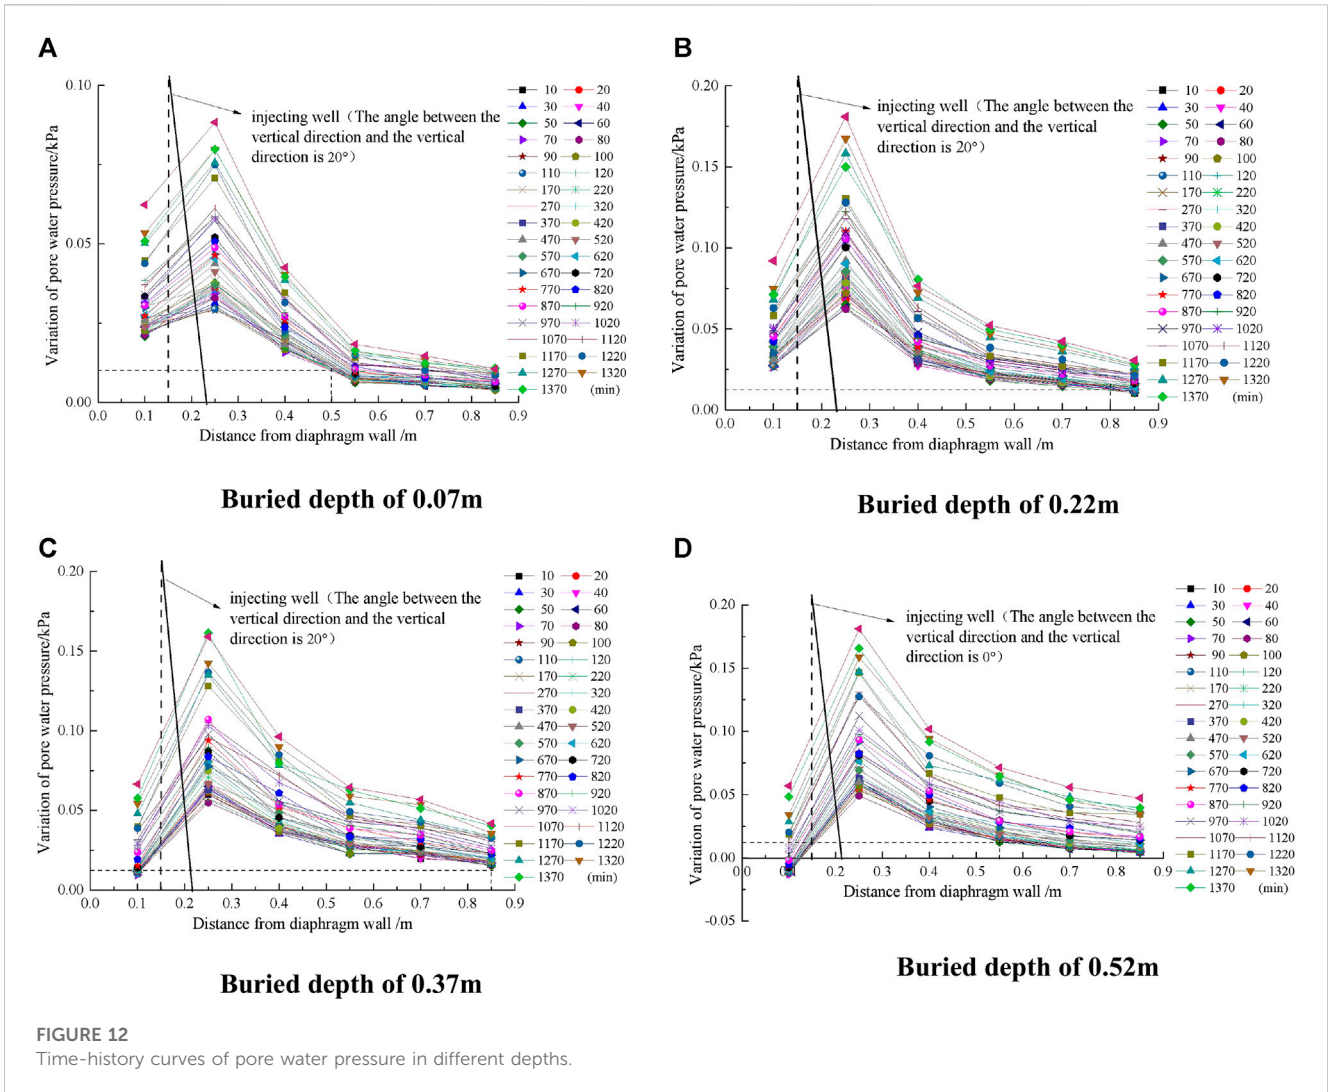 A
Variation of pore water pressure/kPa
0.10
0.05
0.00
0.0 0.1 0.2 0.3 0.4 0.5 0.6 0.7 0.8 0.9
Distance from diaphragm wall /m
injecting well（The angle between the
vertical direction and the vertical
direction is 20°）
10 20
30 40
50 60
70 80
90 100
110 120
170 220
270 320
370 420
470 520
570 620
670 720
770 820
870 920
970 1020
1070 1120
1170 1220
1270 1320
1370 (min)
Buried depth of 0.07m
B
Variation of pore water pressure/kPa
0.20
0.15
0.10
0.05
0.00
0.0 0.1 0.2 0.3 0.4 0.5 0.6 0.7 0.8 0.9
Distance from diaphragm wall /m
injecting well（The angle between the
vertical direction and the vertical
direction is 20°）
10 20
30 40
50 60
70 80
90 100
110 120
170 220
270 320
370 420
470 520
570 620
670 720
770 820
870 920
970 1020
1070 1120
1170 1220
1270 1320
1370 (min)
Buried depth of 0.22m
C
Variation of pore water pressure/kPa
0.20
0.15
0.10
0.05
0.00
0.0 0.1 0.2 0.3 0.4 0.5 0.6 0.7 0.8 0.9
Distance from diaphragm wall /m
injecting well（The angle between the
vertical direction and the vertical
direction is 20°）
10 20
30 40
50 60
70 80
90 100
110 120
170 220
270 320
370 420
470 520
570 620
670 720
770 820
870 920
970 1020
1070 1120
1170 1220
1270 1320
1370 (min)
Buried depth of 0.37m
D
Variation of pore water pressure/kPa
0.20
0.15
0.10
0.05
0.00
-0.05
0.0 0.1 0.2 0.3 0.4 0.5 0.6 0.7 0.8 0.9
Distance from diaphragm wall /m
injecting well（The angle between the
vertical direction and the vertical
direction is 0°）
10 20
30 40
50 60
70 80
90 100
110 120
170 220
270 320
370 420
470 520
570 620
670 720
770 820
870 920
970 1020
1070 1120
1170 1220
1270 1320
1370 (min)
Buried depth of 0.52m
FIGURE 12
Time-history curves of pore water pressure in different depths.